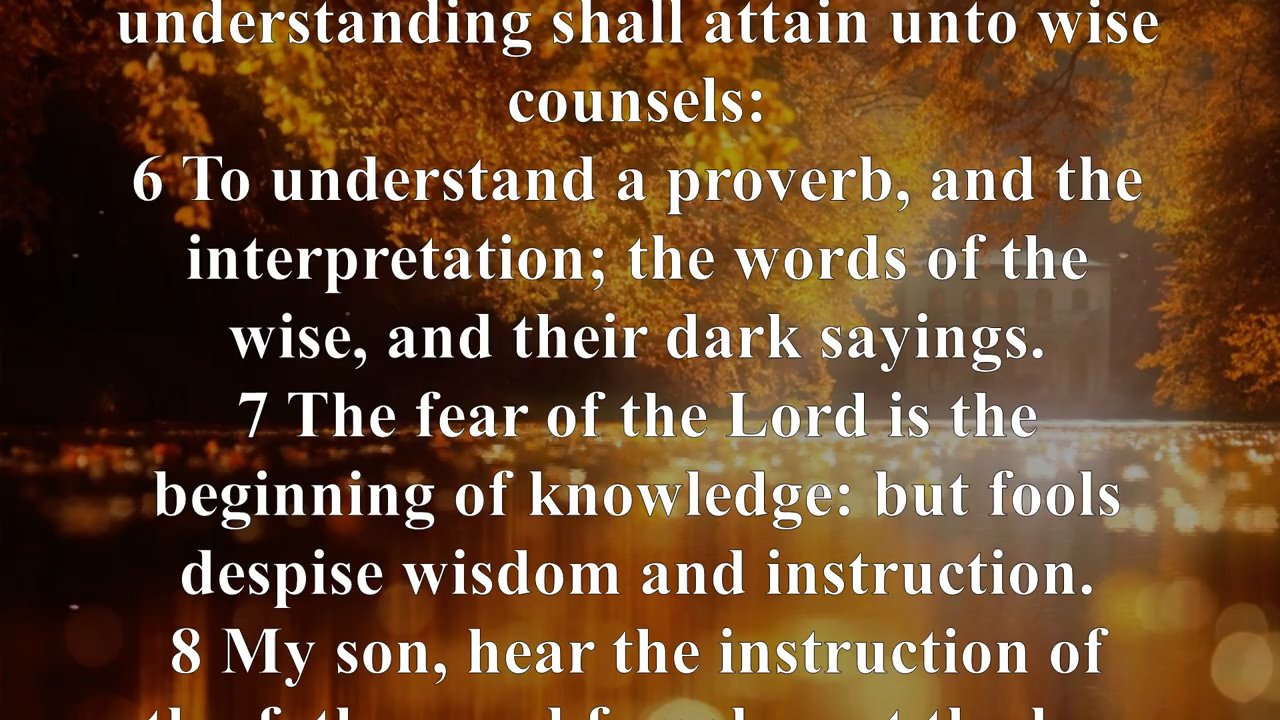 understanding shall attain unto wise
counsels:
6 To understand a proverb, and the
interpretation; the words of the
wise, and their dark sayings.
7 The fear of the Lord is the
beginning of knowledge: but fools
despise wisdom and instruction.
8 My son, hear the instruction of